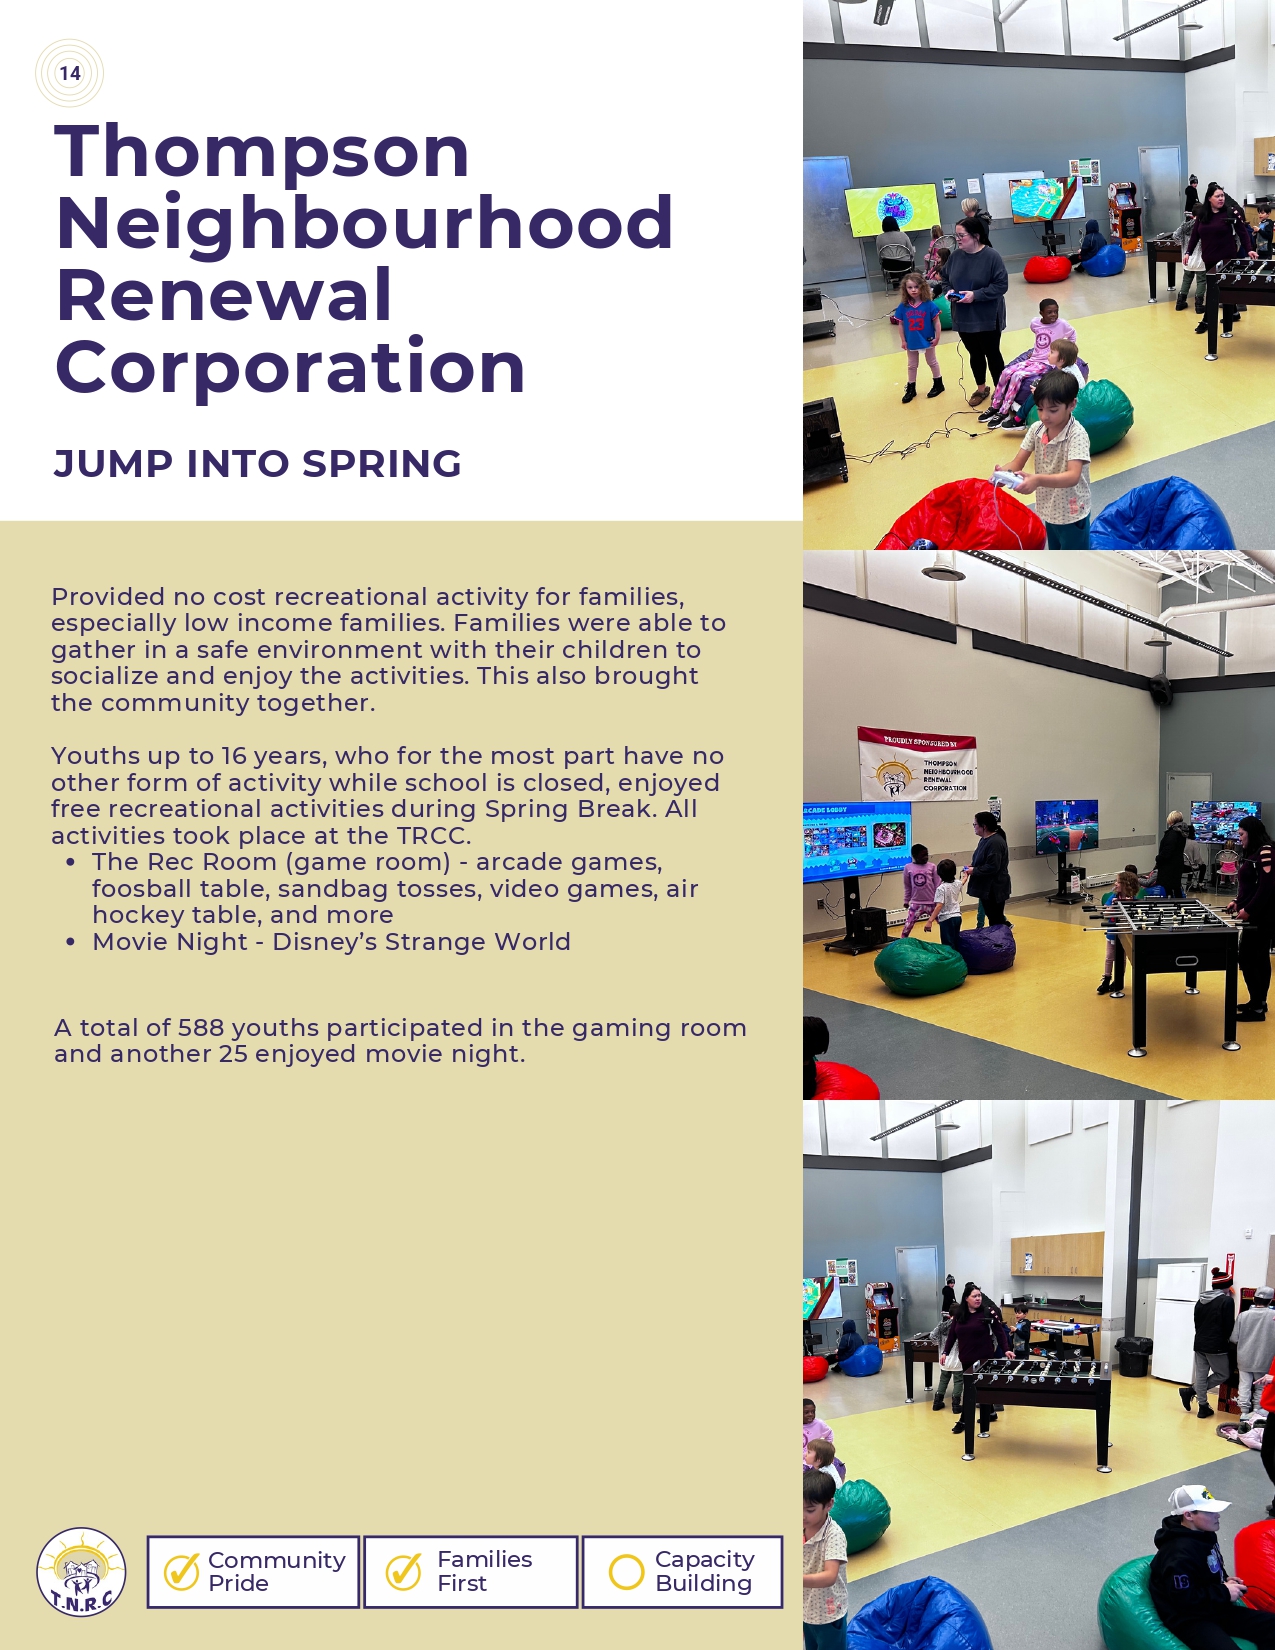 14
Thompson
Neighbourhood
Renewal
Corporation
JUMP INTO SPRING
Provided no cost recreational activity for families,
especially low income families. Families were able to
gather in a safe environment with their children to
socialize and enjoy the activities. This also brought
the community together.
Youths up to 16 years, who for the most part have no
other form of activity while school is closed, enjoyed
free recreational activities during Spring Break. All
activities took place at the TRCC.
• The Rec Room (game room) - arcade games,
foosball table, sandbag tosses, video games, air
hockey table, and more
• Movie Night - Disney’s Strange World
A total of 588 youths participated in the gaming room
and another 25 enjoyed movie night.
T.N.R.C
Community
Pride
Families
First
Capacity
Building
23
PROUDLY SPONSORED BY
THOMPSON
NEIGHBOURHOOD
RENEWAL
CORPORATION
ARCADE LOBBY